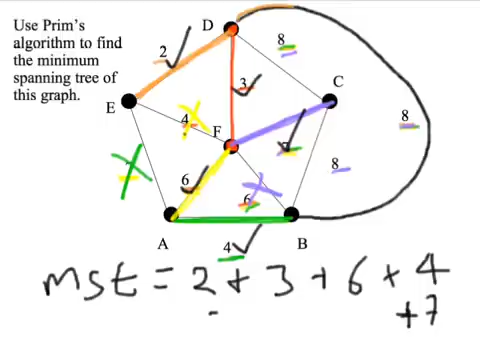 Use Prim's
algorithm to find
the minimum
spanning tree of
this graph.
D
2
8
3
C
E
4
F
8
7
8
6
6
A
B
4
mst = 2 + 3 + 6 + 4
+ 7